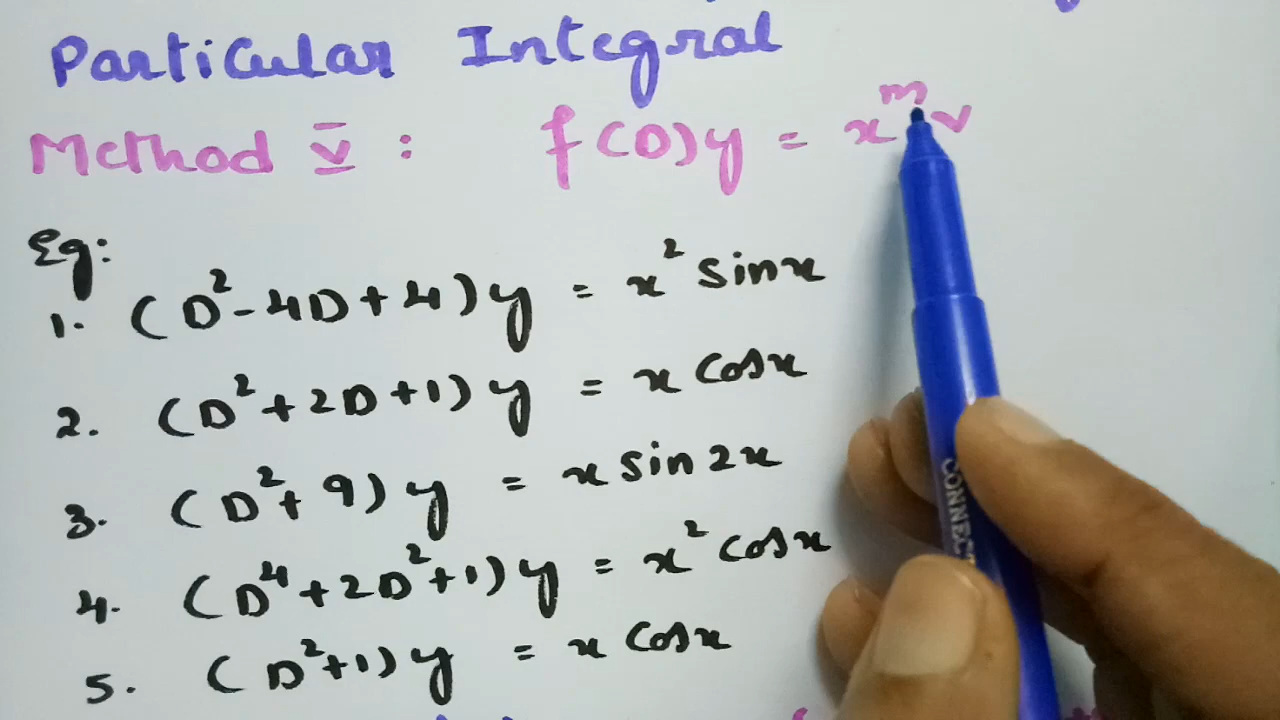 Particular Integral
Method V : f(D)y = x^m v
Eg:
1. (D²-4D+4)y = x² sinx
2. (D²+2D+1)y = x cosx
3. (D²+9)y = x sin2x
4. (D⁴+2D²+1)y = x² cosx
5. (D²+1)y = x cosx
CONNEC